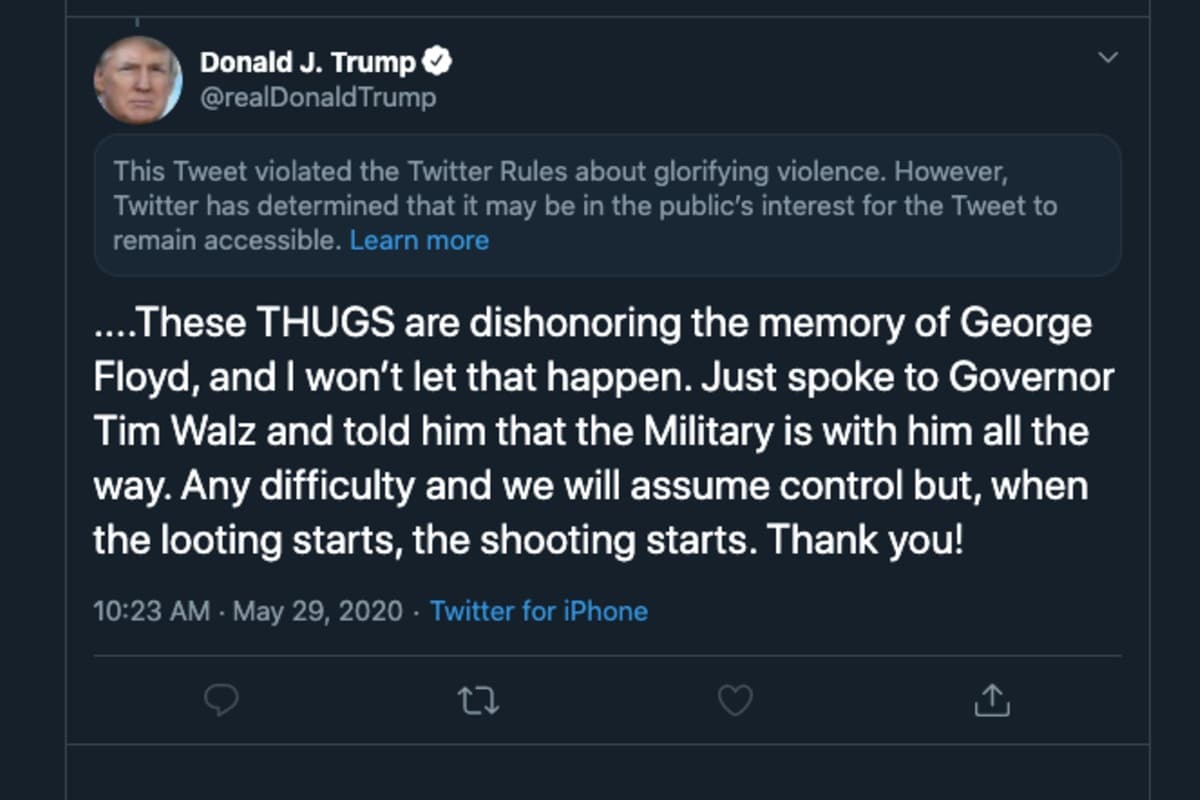 Donald J. Trump
@realDonaldTrump
This Tweet violated the Twitter Rules about glorifying violence. However,
Twitter has determined that it may be in the public’s interest for the Tweet to
remain accessible. Learn more
....These THUGS are dishonoring the memory of George
Floyd, and I won’t let that happen. Just spoke to Governor
Tim Walz and told him that the Military is with him all the
way. Any difficulty and we will assume control but, when
the looting starts, the shooting starts. Thank you!
10:23 AM · May 29, 2020 · Twitter for iPhone